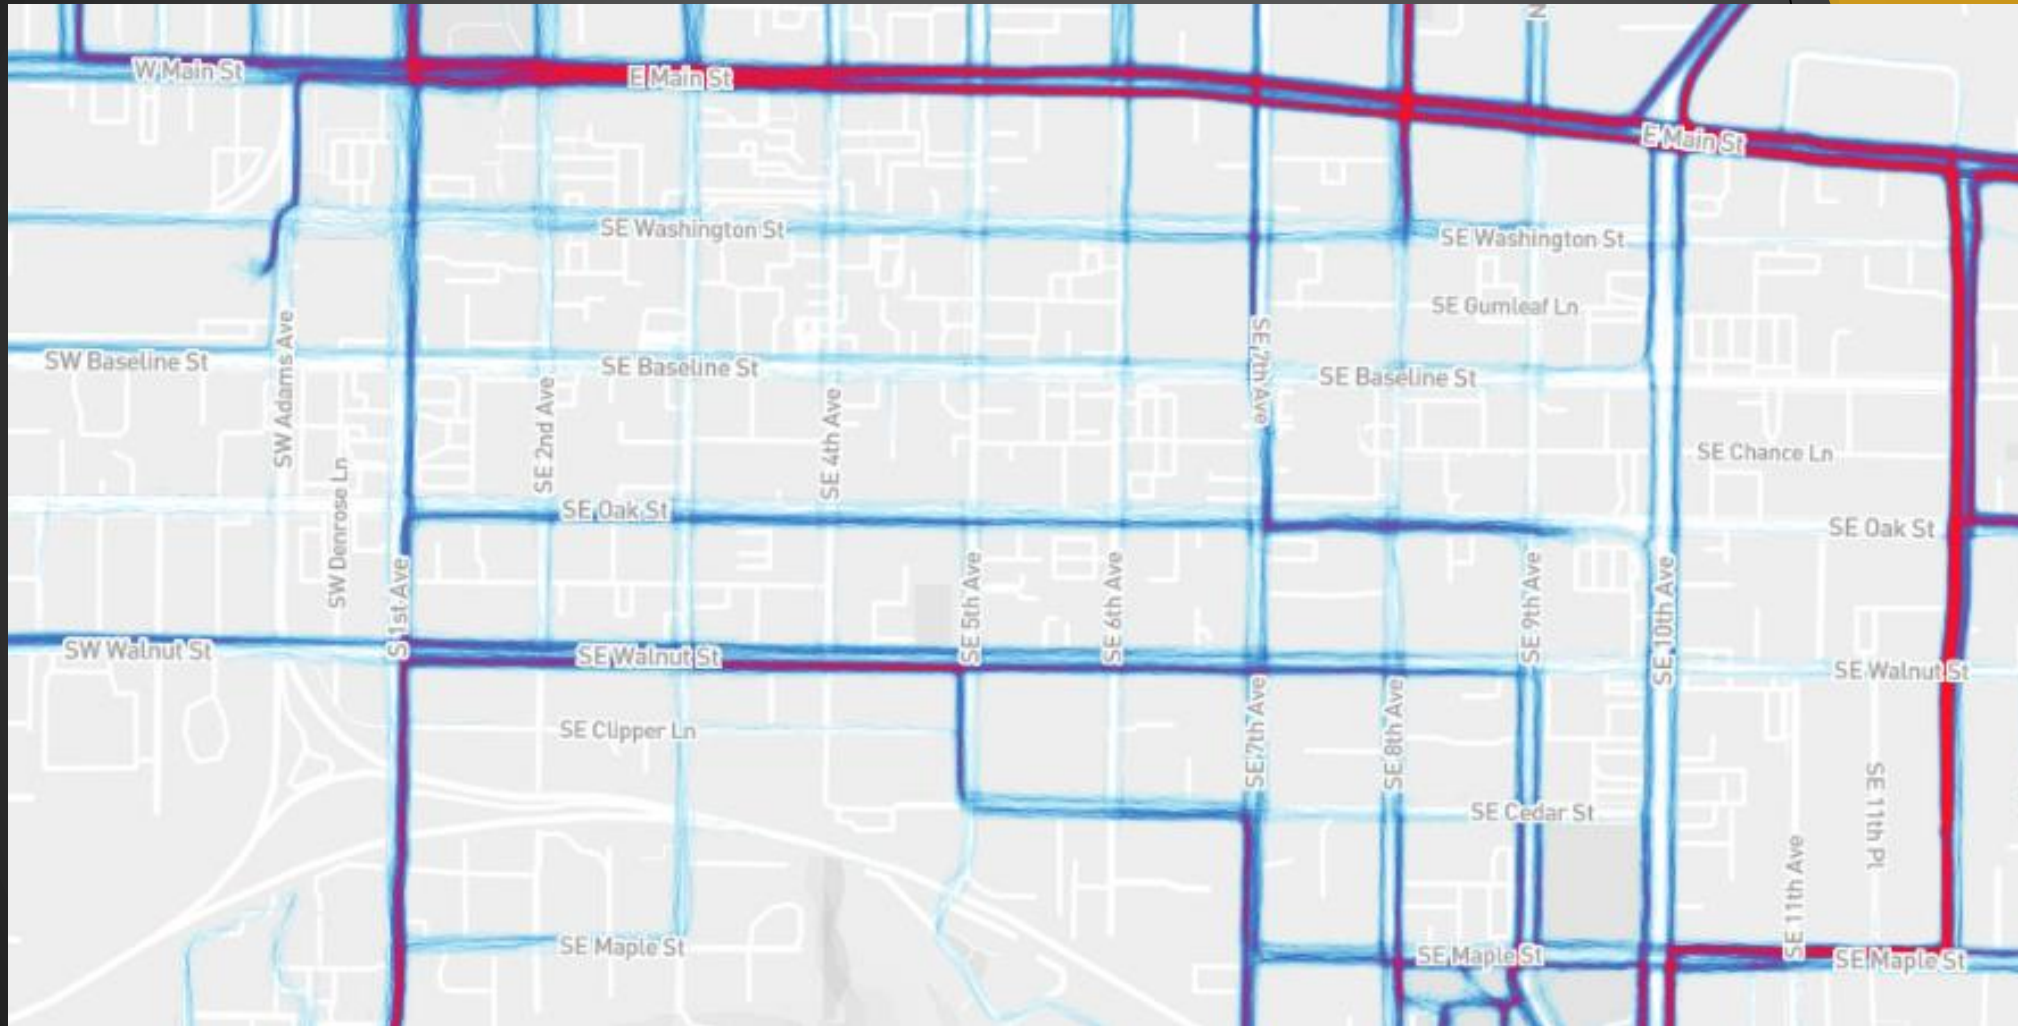 N
W Main St
E Main St
E Main St
SE Washington St
SE Washington St
SE Gumleaf Ln
SW Baseline St
SW Adams Ave
SE Baseline St
SE 7th Ave
SE Baseline St
SE 2nd Ave
SE 4th Ave
SE Chance Ln
SW Denrose Ln
SE Oak St
SE Oak St
S 1st Ave
SE 5th Ave
SE 6th Ave
SE 9th Ave
SE 10th Ave
SW Walnut St
SE Walnut St
SE Walnut St
SE Clipper Ln
SE 7th Ave
SE 8th Ave
SE Cedar St
SE 11th Pl
SE 11th Ave
SE Maple St
SE Maple St
SE Maple St